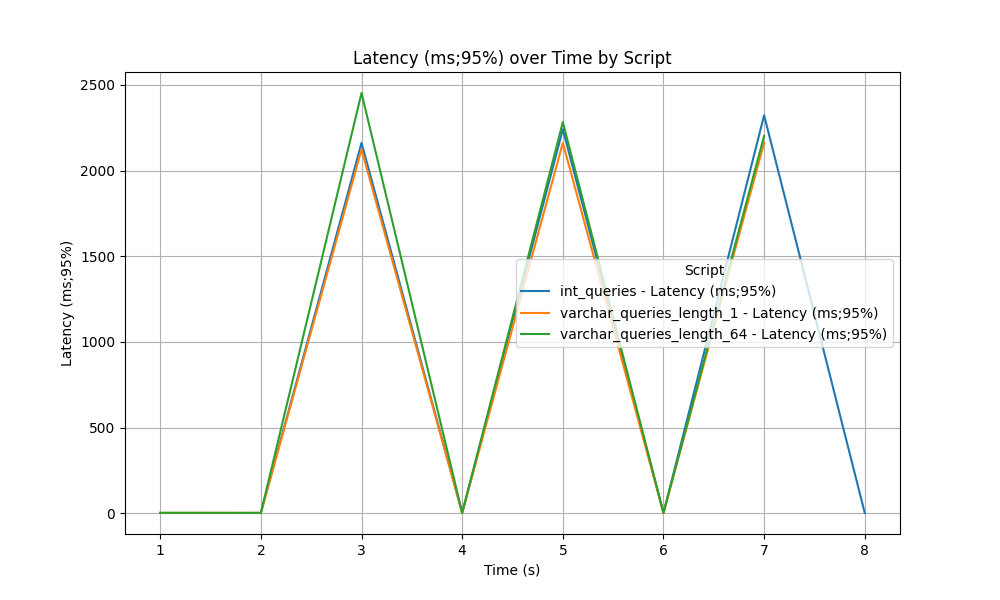 Latency (ms;95%) over Time by Script
2500
2000
1500
1000
500
0
Latency (ms;95%)
Script
int_queries - Latency (ms;95%)
varchar_queries_length_1 - Latency (ms;95%)
varchar_queries_length_64 - Latency (ms;95%)
1 2 3 4 5 6 7 8
Time (s)